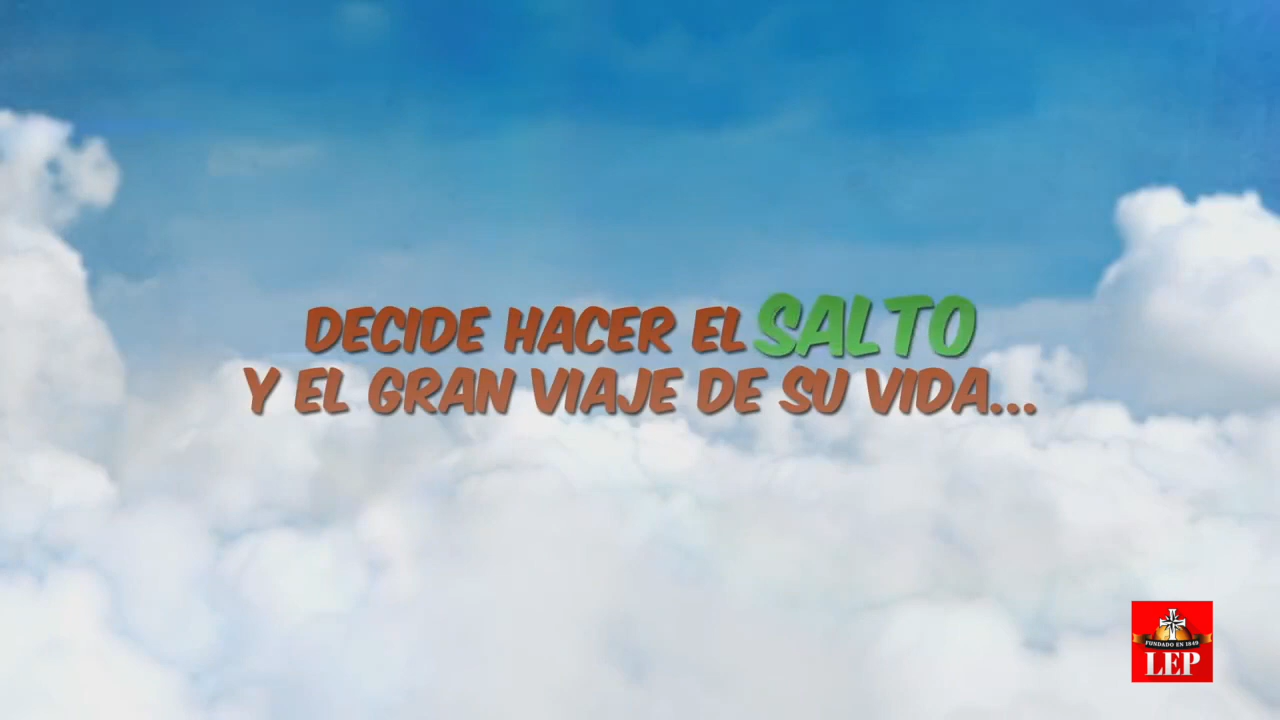 DECIDE HACER EL SALTO
Y EL GRAN VIAJE DE SU VIDA...
FUNDADO EN 1849
LEP